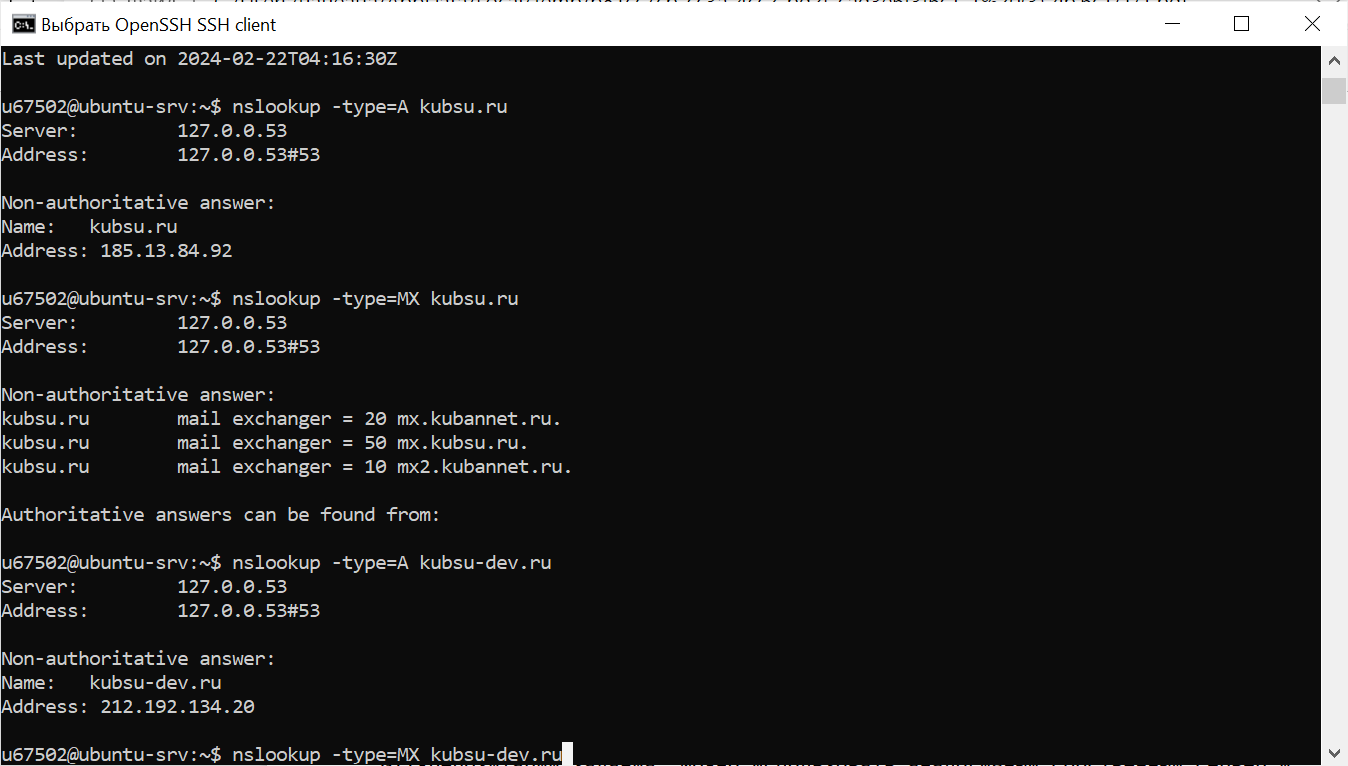 Выбрать OpenSSH SSH client
Last updated on 2024-02-22T04:16:30Z
u67502@ubuntu-srv:~$ nslookup -type=A kubsu.ru
Server:         127.0.0.53
Address:        127.0.0.53#53
Non-authoritative answer:
Name:   kubsu.ru
Address: 185.13.84.92
u67502@ubuntu-srv:~$ nslookup -type=MX kubsu.ru
Server:         127.0.0.53
Address:        127.0.0.53#53
Non-authoritative answer:
kubsu.ru        mail exchanger = 20 mx.kubannet.ru.
kubsu.ru        mail exchanger = 50 mx.kubsu.ru.
kubsu.ru        mail exchanger = 10 mx2.kubannet.ru.
Authoritative answers can be found from:
u67502@ubuntu-srv:~$ nslookup -type=A kubsu-dev.ru
Server:         127.0.0.53
Address:        127.0.0.53#53
Non-authoritative answer:
Name:   kubsu-dev.ru
Address: 212.192.134.20
u67502@ubuntu-srv:~$ nslookup -type=MX kubsu-dev.ru